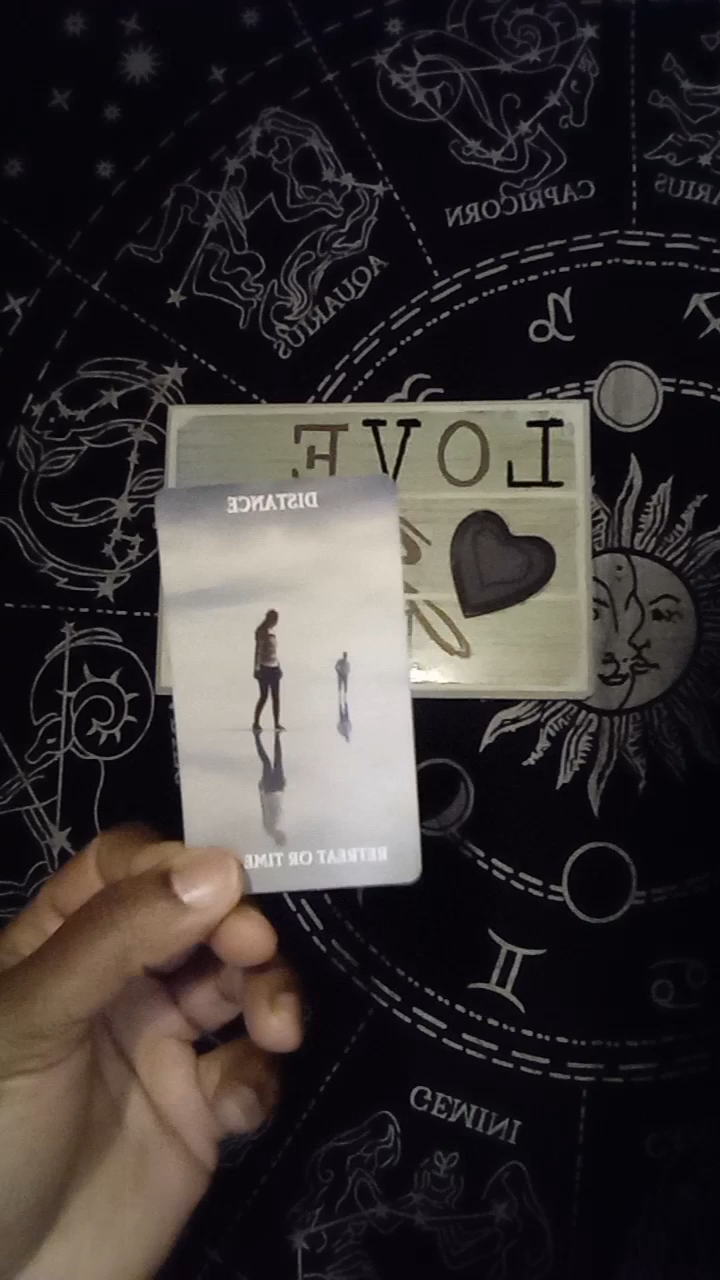 CAPRICORN
AQUARIUS
LOVE
DISTANCE
RETREAT OR TIME
GEMINI